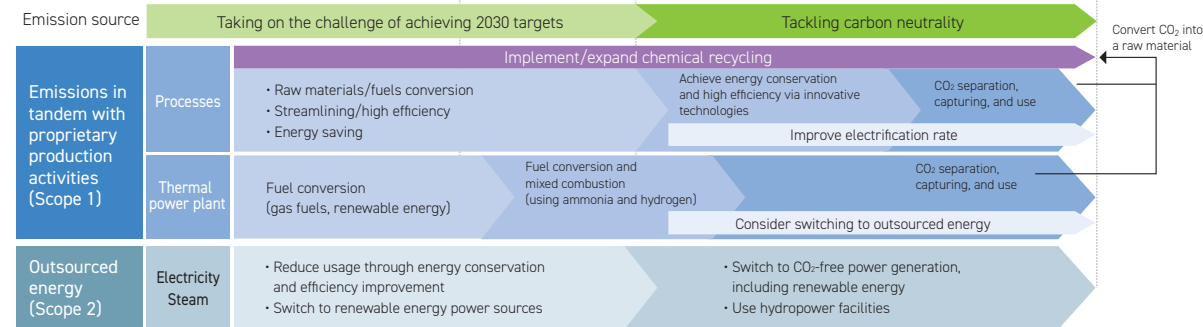 Emission source
Taking on the challenge of achieving 2030 targets
Tackling carbon neutrality
Convert CO₂ into
a raw material
Implement/expand chemical recycling
Emissions in
tandem with
proprietary
production
activities
(Scope 1)
Processes
・Raw materials/fuels conversion
・Streamlining/high efficiency
・Energy saving
Achieve energy conservation
and high efficiency via innovative
technologies
CO₂ separation,
capturing, and use
Improve electrification rate
Thermal
power plant
Fuel conversion
(gas fuels, renewable energy)
Fuel conversion and
mixed combustion
(using ammonia and hydrogen)
CO₂ separation,
capturing, and use
Consider switching to outsourced energy
Outsourced
energy
(Scope 2)
Electricity
Steam
・Reduce usage through energy conservation
and efficiency improvement
・Switch to renewable energy power sources
・Switch to CO₂-free power generation,
including renewable energy
・Use hydropower facilities